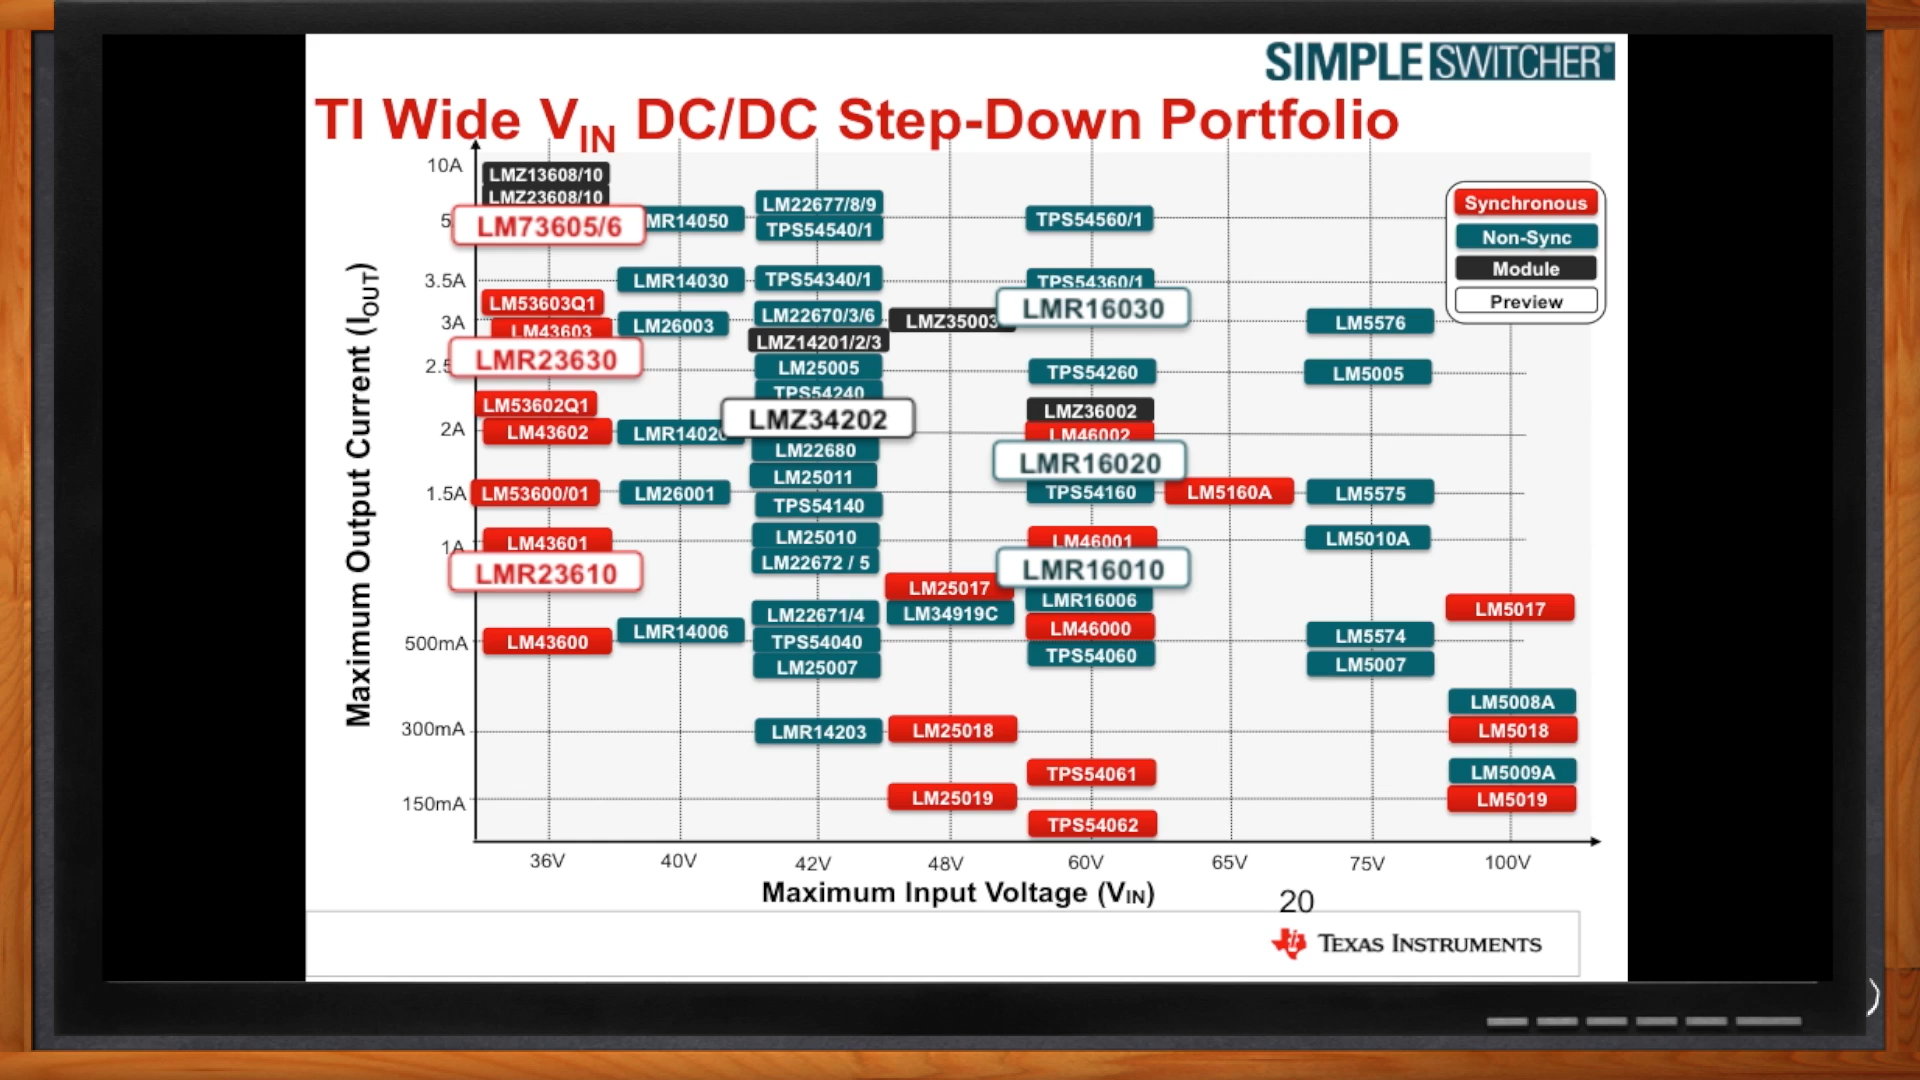 SIMPLE SWITCHER®
TI Wide VIN DC/DC Step-Down Portfolio
Maximum Output Current (IOUT)
10A
LMZ13608/10
LMZ23608/10
LM22677/8/9
Synchronous
5
LM73605/6
MR14050
TPS54540/1
TPS54560/1
Non-Sync
Module
3.5A
LMR14030
TPS54340/1
TPS54360/1
Preview
LM53603Q1
LM22670/3/6
LMR16030
3A
LM43603
LM26003
LMZ35003
LM5576
LMZ14201/2/3
2.5
LMR23630
LM25005
TPS54260
LM5005
TPS54240
LM53602Q1
LMZ34202
LMZ36002
2A
LM43602
LMR14020
LM46002
LM22680
LMR16020
LM25011
1.5A
LM53600/01
LM26001
TPS54140
TPS54160
LM5160A
LM5575
1A
LM43601
LM25010
LM46001
LM5010A
LMR23610
LM22672 / 5
LMR16010
LM25017
LMR16006
LM22671/4
LM34919C
LM5017
500mA
LM43600
LMR14006
TPS54040
LM46000
LM5574
LM25007
TPS54060
LM5007
LM5008A
300mA
LMR14203
LM25018
LM5018
TPS54061
LM5009A
150mA
LM25019
LM5019
TPS54062
36V
40V
42V
48V
60V
65V
75V
100V
Maximum Input Voltage (VIN)
20
TEXAS INSTRUMENTS